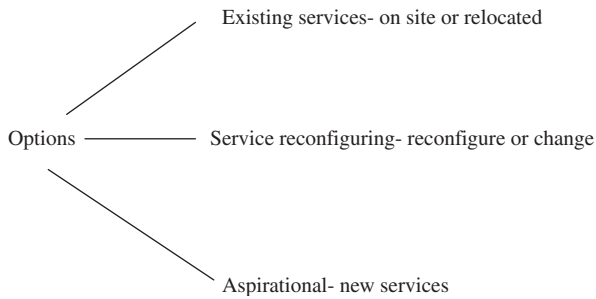 Existing services- on site or relocated
Options
Service reconfiguring- reconfigure or change
Aspirational- new services